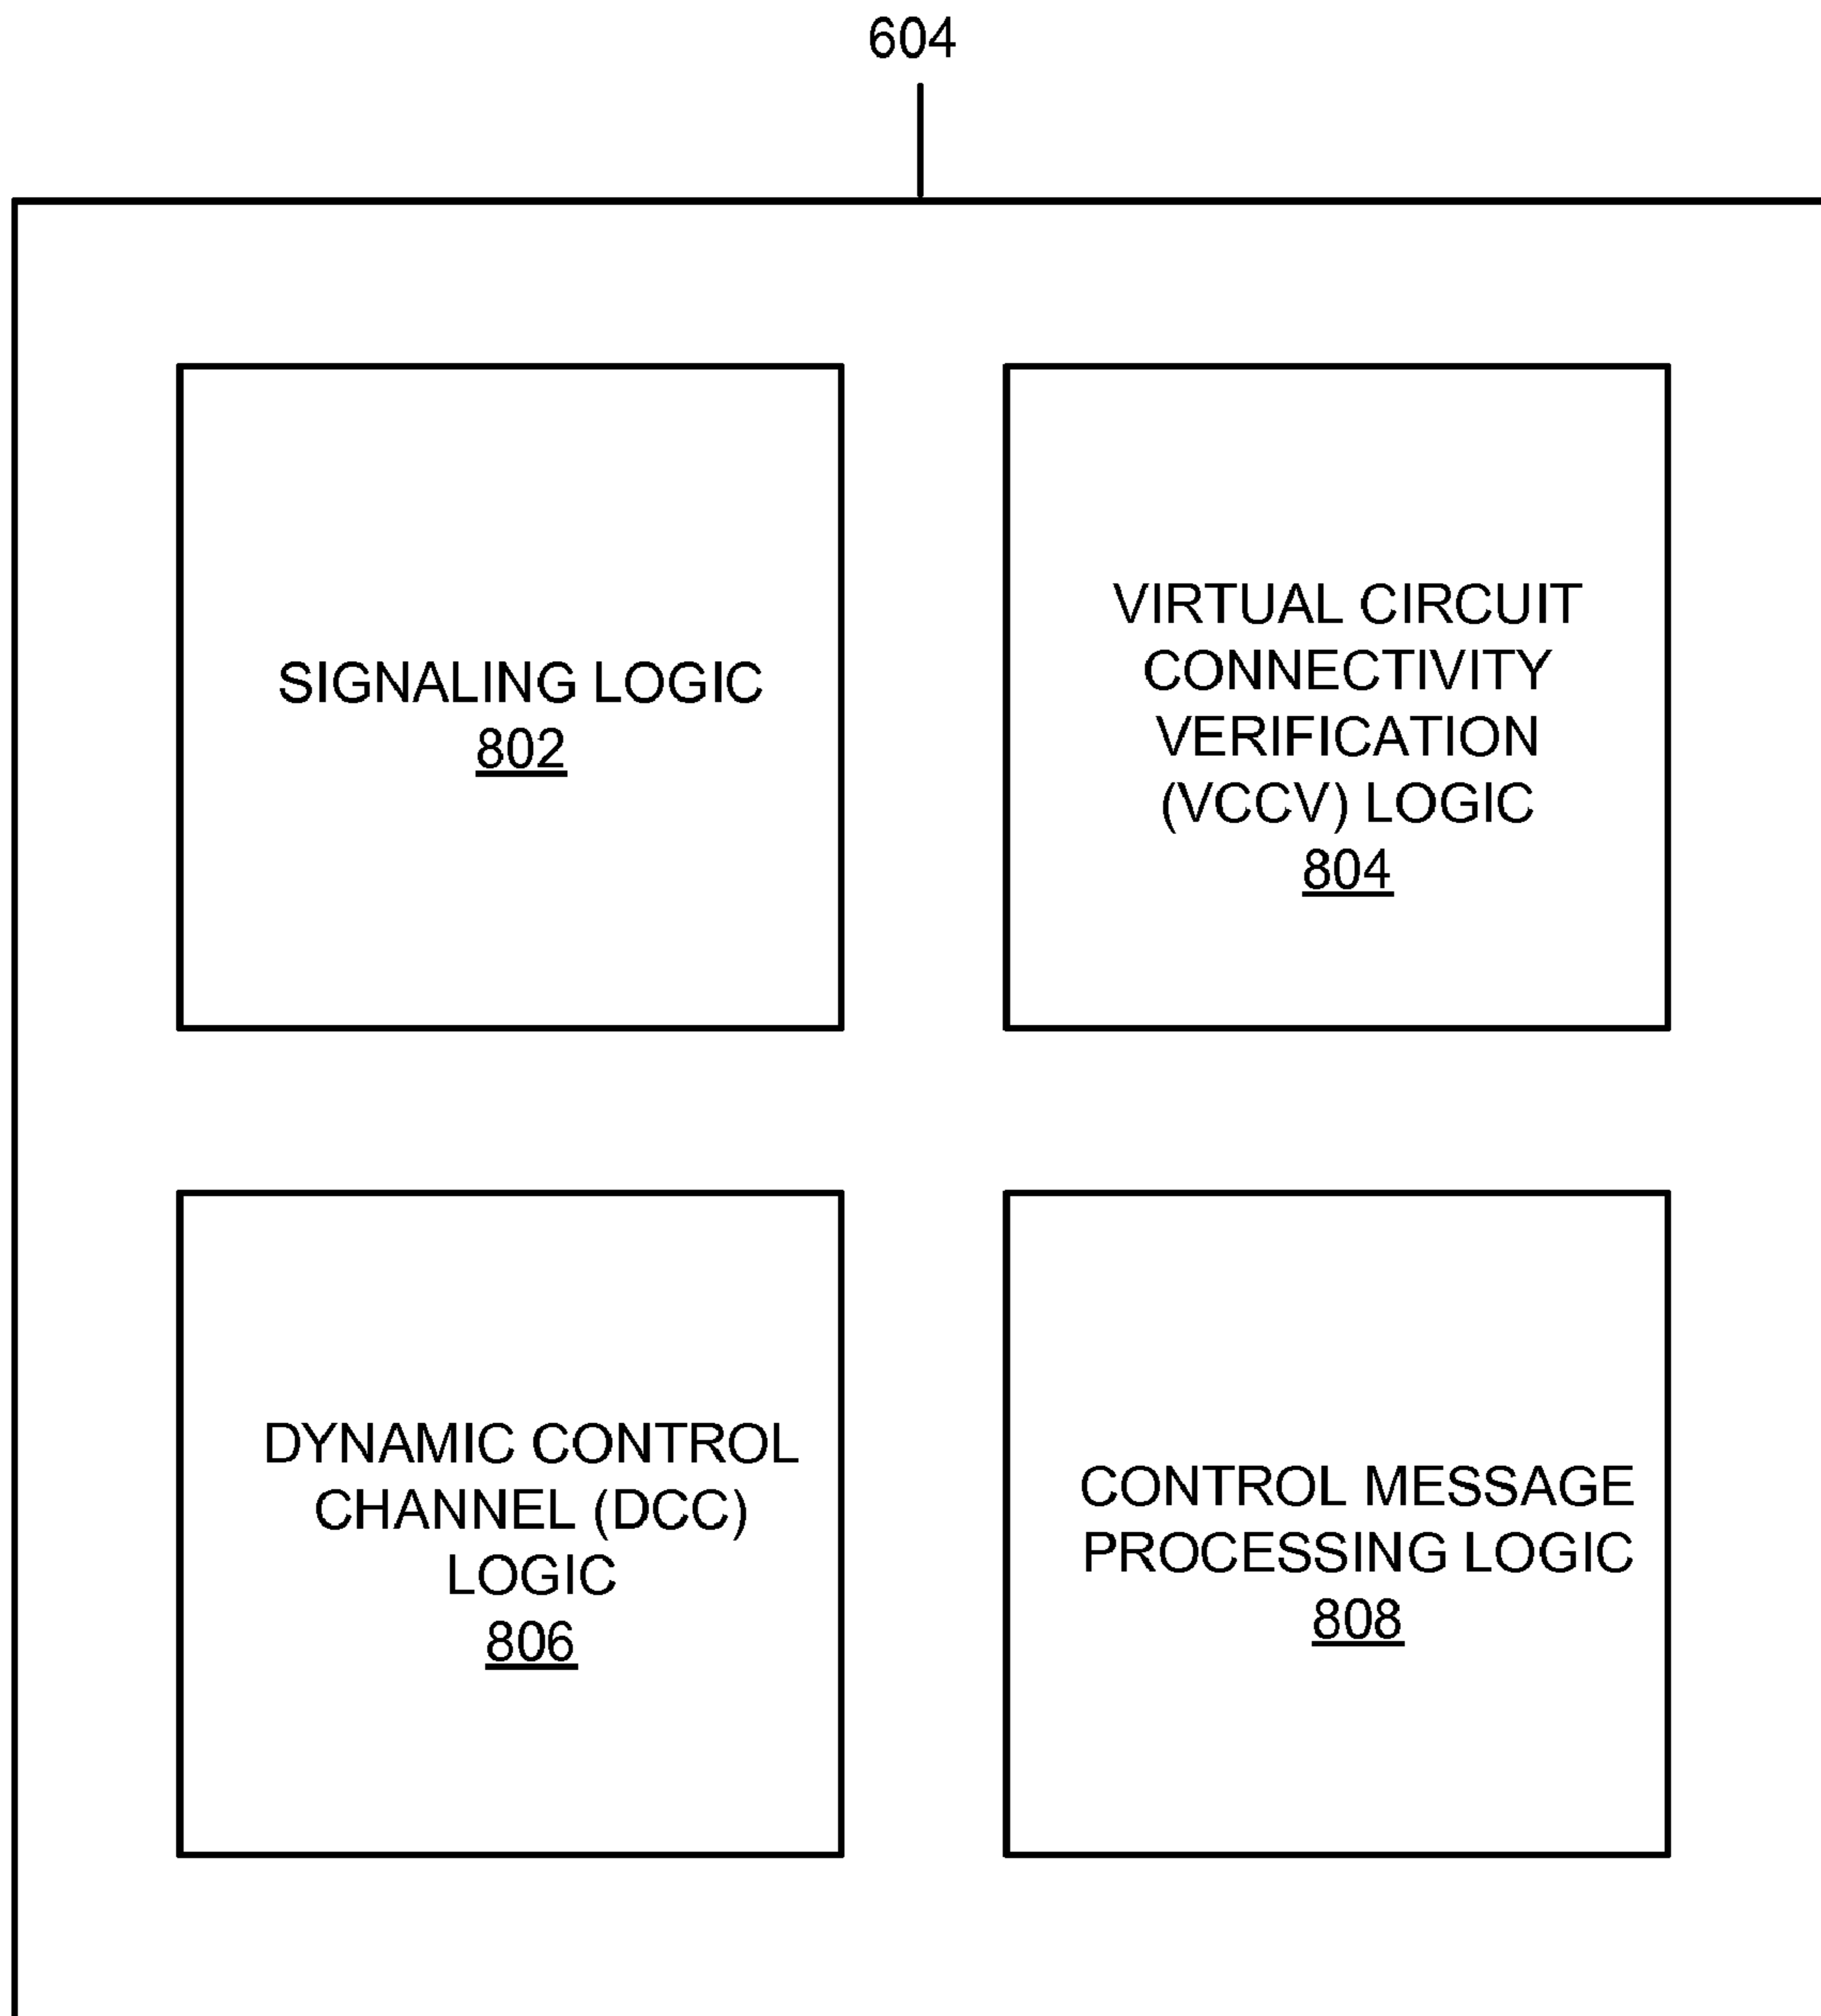 604
SIGNALING LOGIC
802
VIRTUAL CIRCUIT
CONNECTIVITY
VERIFICATION
(VCCV) LOGIC
804
DYNAMIC CONTROL
CHANNEL (DCC)
LOGIC
806
CONTROL MESSAGE
PROCESSING LOGIC
808